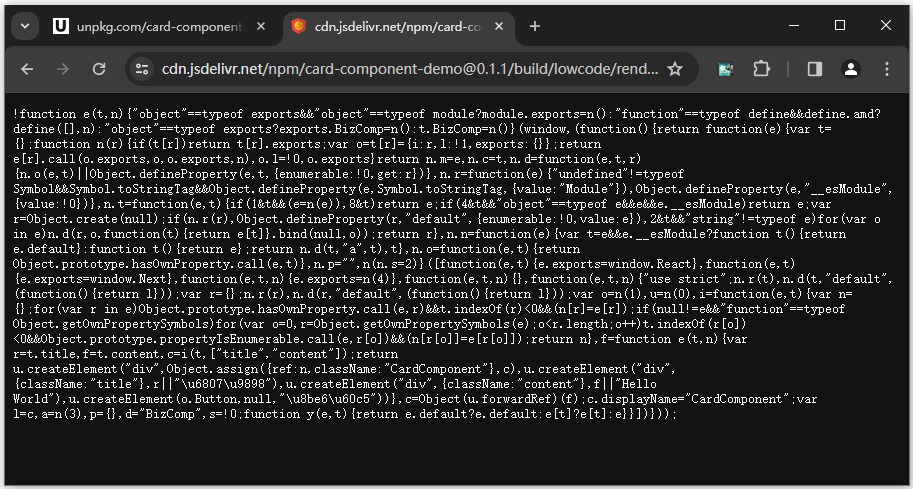 unpkg.com/card-component
cdn.jsdelivr.net/npm/card-co
cdn.jsdelivr.net/npm/card-component-demo@0.1.1/build/lowcode/rend...
!function e(t,n){"object"==typeof exports&&"object"==typeof module?module.exports=n():"function"==typeof define&&define.amd?
define([],n):"object"==typeof exports?exports.BizComp=n():t.BizComp=n()}(window,(function(){return function(e){var t=
{};function n(r){if(t[r])return t[r].exports;var o=t[r]={i:r,l:!1,exports:{}};return
e[r].call(o.exports,o,o.exports,n),o.l=!0,o.exports}return n.m=e,n.c=t,n.d=function(e,t,r)
{n.o(e,t)||Object.defineProperty(e,t,{enumerable:!0,get:r})},n.r=function(e){"undefined"!=typeof
Symbol&&Symbol.toStringTag&&Object.defineProperty(e,Symbol.toStringTag,{value:"Module"}),Object.defineProperty(e,"__esModule",
{value:!0})},n.t=function(e,t){if(1&t&&(e=n(e)),8&t)return e;if(4&t&&"object"==typeof e&&e&&e.__esModule)return e;var
r=Object.create(null);if(n.r(r),Object.defineProperty(r,"default",{enumerable:!0,value:e}),2&t&&"string"!=typeof e)for(var o
in e)n.d(r,o,function(t){return e[t]}.bind(null,o));return r},n.n=function(e){var t=e&&e.__esModule?function t(){return
e.default}:function t(){return e};return n.d(t,"a",t),t},n.o=function(e,t){return
Object.prototype.hasOwnProperty.call(e,t)},n.p="",n(n.s=2)}([function(e,t){e.exports=window.React},function(e,t)
{e.exports=window.Next},function(e,t,n){e.exports=n(4)},function(e,t,n){},function(e,t,n){"use strict";n.r(t),n.d(t,"default",
(function(){return l}));var r={};n.r(r),n.d(r,"default",(function(){return l}));var o=n(1),u=n(0),i=function(e,t){var n=
{};for(var r in e)Object.prototype.hasOwnProperty.call(e,r)&&t.indexOf(r)<0&&(n[r]=e[r]);if(null!=e&&"function"==typeof
Object.getOwnPropertySymbols)for(var o=0,r=Object.getOwnPropertySymbols(e);o<r.length;o++)t.indexOf(r[o])
<0&&Object.prototype.propertyIsEnumerable.call(e,r[o])&&(n[r[o]]=e[r[o]]);return n},f=function e(t,n){var
r=t.title,f=t.content,c=i(t,["title","content"]);return
u.createElement("div",Object.assign({ref:n,className:"CardComponent"},c),u.createElement("div",
{className:"title"},r||"\u6807\u9898"),u.createElement("div",{className:"content"},f||"Hello
World"),u.createElement(o.Button,null,"\u8be6\u60c5"))},c=Object(u.forwardRef)(f);c.displayName="CardComponent";var
l=c,a=n(3),p={},d="BizComp",s=!0;function y(e,t){return e.default?e.default:e[t]?e[t]:e}}])}));